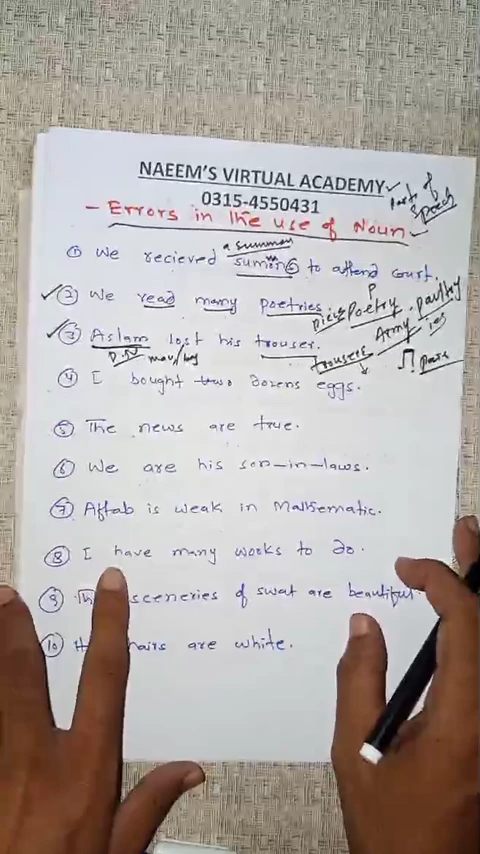 NAEEM'S VIRTUAL ACADEMY
0315-4550431
Parts of Speech
- Errors in the use of Noun.
a summon
① We recieved summons to attend court.
② We read many poetries. Poetry
③ Aslam lost his trouser. trousers Army
P.N man/boy
④ I bought two dozens eggs.
⑤ The news are true.
⑥ We are his son-in-laws.
⑦ Aftab is weak in Mathematic.
⑧ I have many works to do.
⑨ sceneries of swat are beautiful.
⑩ hairs are white.